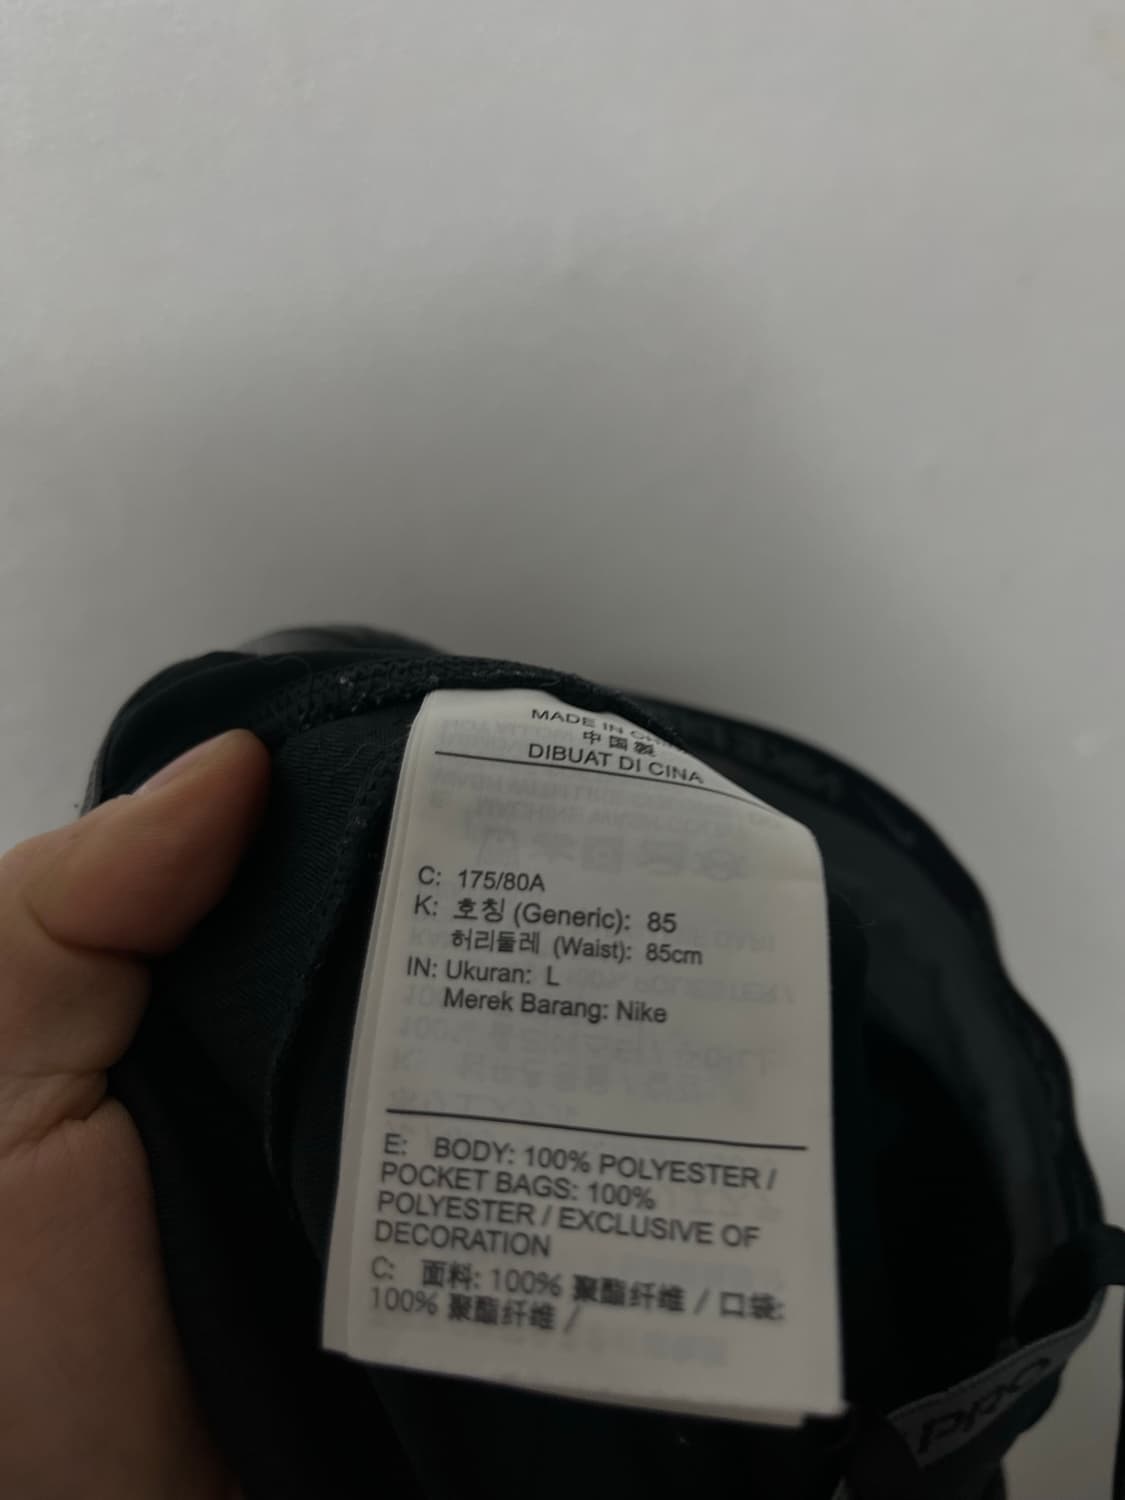 MADE IN CHINA
中国製
DIBUAT DI CINA
C: 175/80A
K: 호칭 (Generic): 85
허리둘레 (Waist): 85cm
IN: Ukuran: L
Merek Barang: Nike
E: BODY: 100% POLYESTER /
POCKET BAGS: 100%
POLYESTER / EXCLUSIVE OF
DECORATION
C: 面料: 100% 聚酯纤维 / 口袋:
100% 聚酯纤维 /
PRO